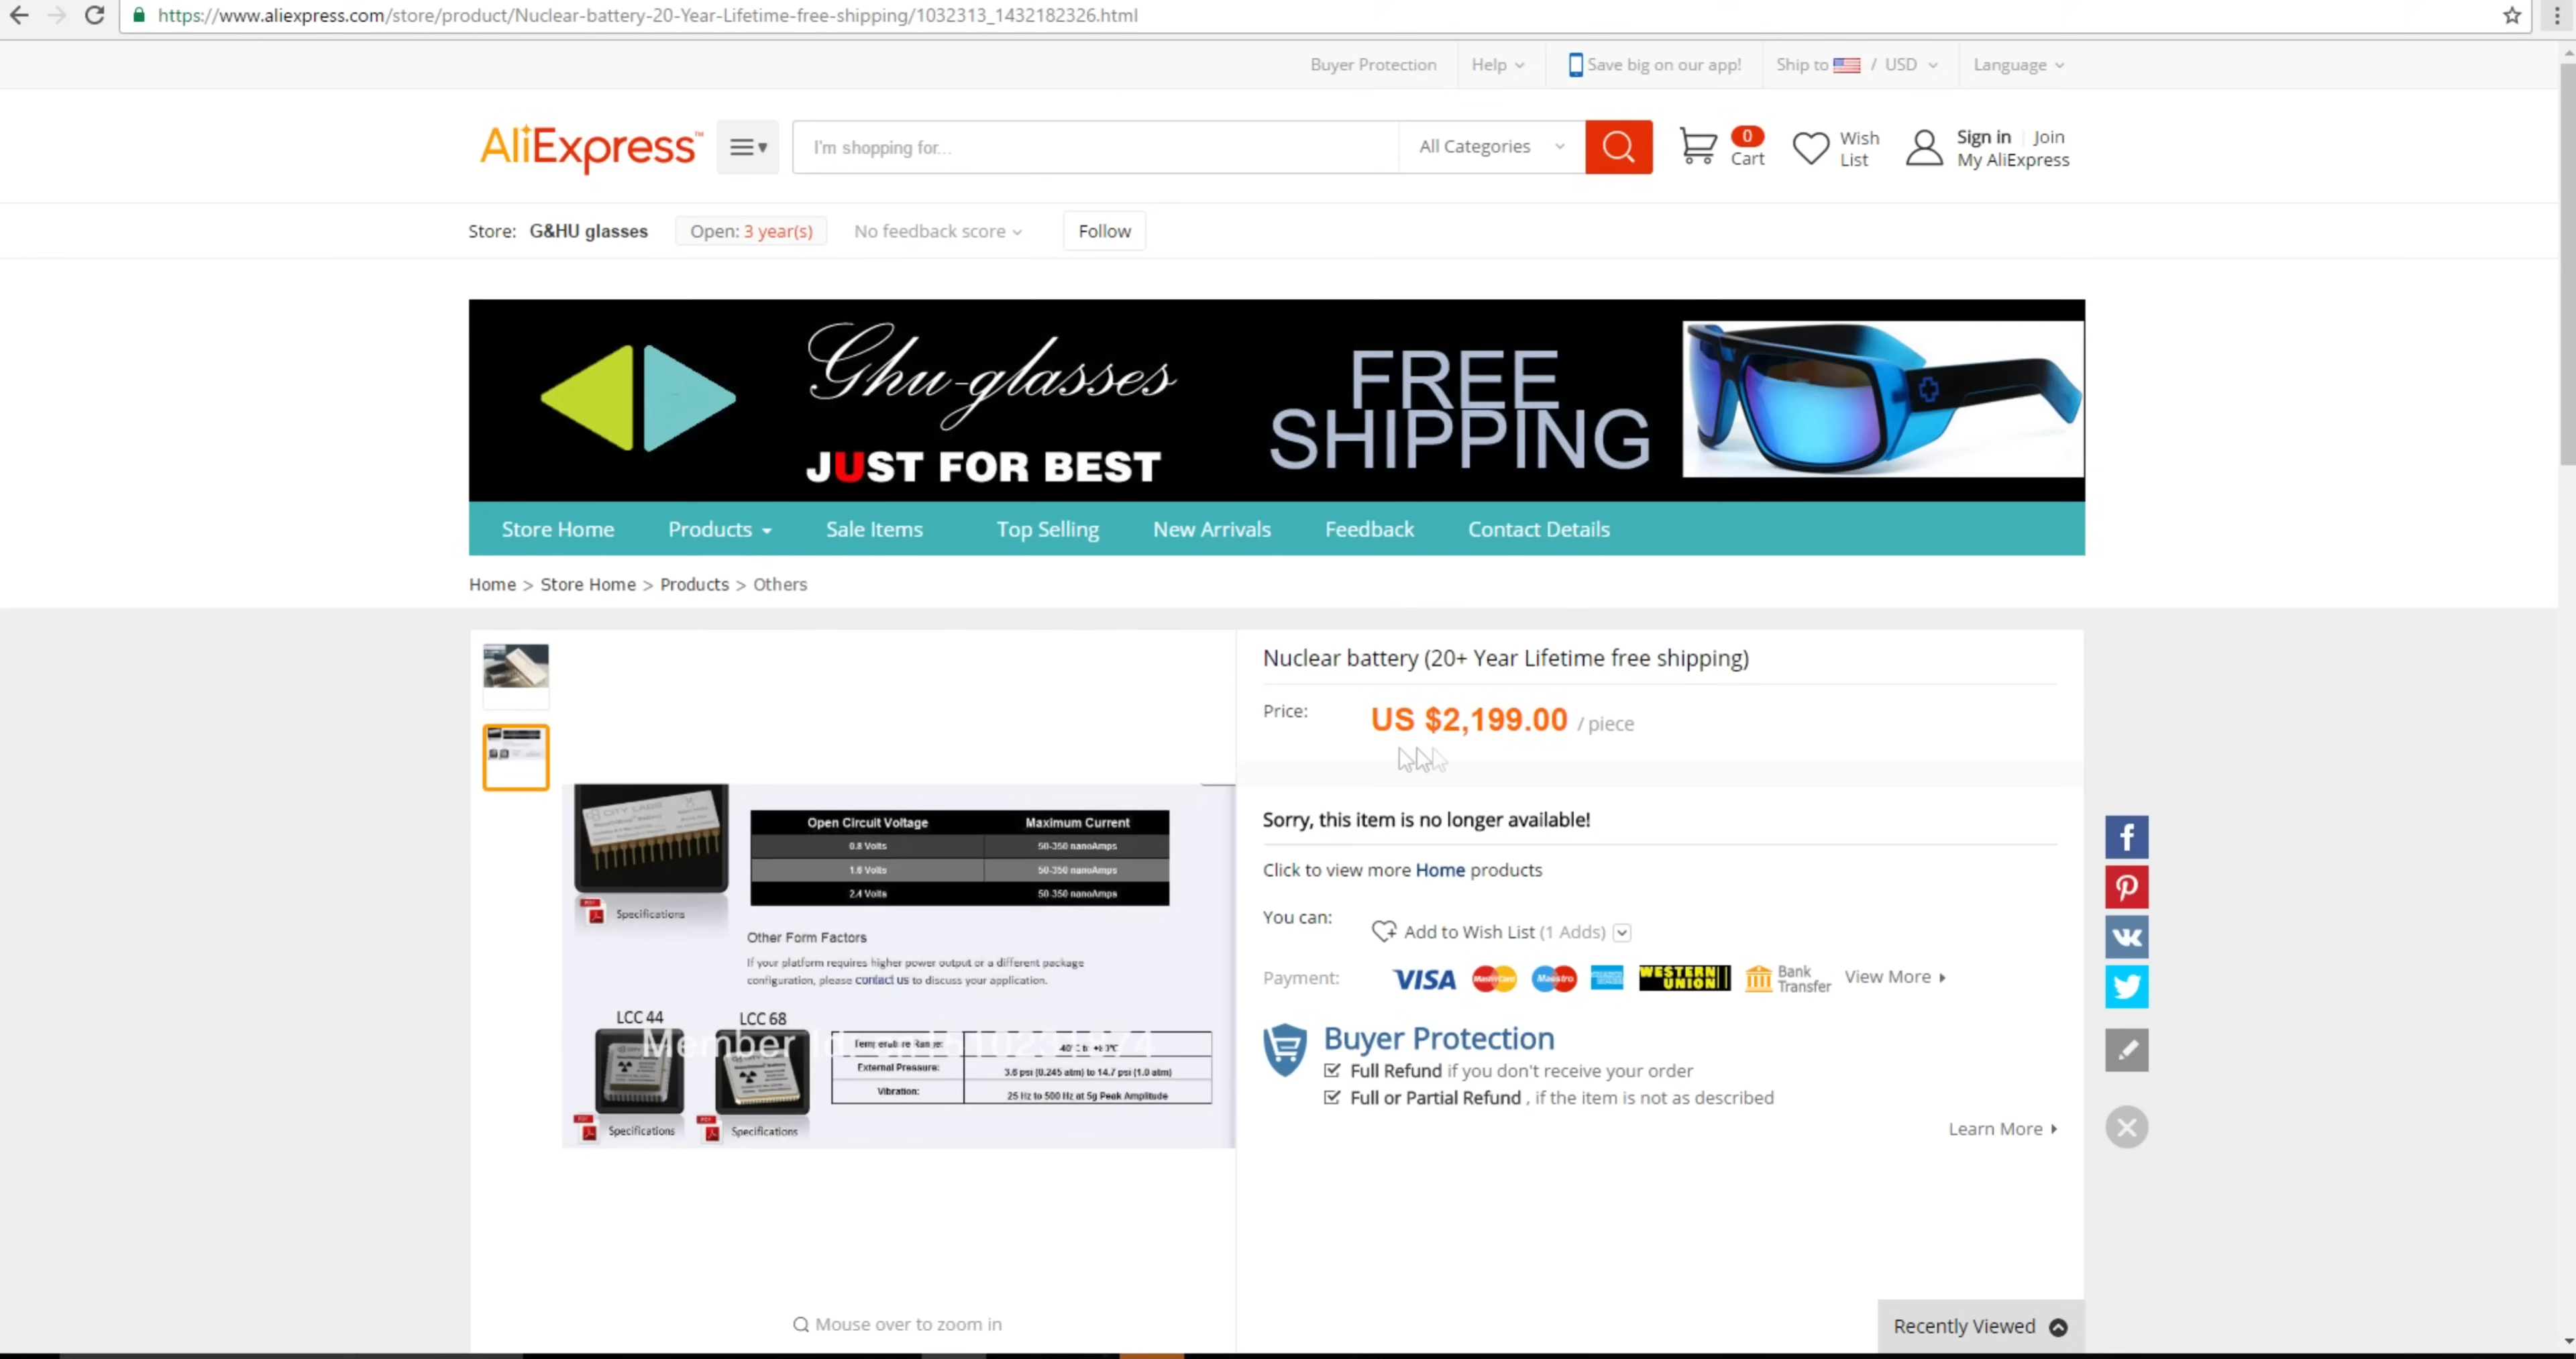 https://www.aliexpress.com/store/product/Nuclear-battery-20-Year-Lifetime-free-shipping/1032313_1432182326.html
Buyer Protection Help Save big on our app! Ship to / USD Language
AliExpress™ I'm shopping for... All Categories 0 Cart Wish List Sign in Join My AliExpress
Store: G&HU glasses Open: 3 year(s) No feedback score Follow
Ghu-glasses
JUST FOR BEST
FREE
SHIPPING
Store Home Products Sale Items Top Selling New Arrivals Feedback Contact Details
Home > Store Home > Products > Others
Nuclear battery (20+ Year Lifetime free shipping)
Price: US $2,199.00 / piece
Sorry, this item is no longer available!
Click to view more Home products
You can:
Add to Wish List (1 Adds)
Payment: VISA MasterCard Maestro WESTERN UNION Bank Transfer View More
Buyer Protection
Full Refund if you don't receive your order
Full or Partial Refund , if the item is not as described
Learn More
CITY LABS
Specifications
Open Circuit Voltage Maximum Current
0.8 Volts 50-350 nanoAmps
1.6 Volts 50-350 nanoAmps
2.4 Volts 50-350 nanoAmps
Other Form Factors
If your platform requires higher power output or a different package
configuration, please contact us to discuss your application.
LCC 44 LCC 68
Member Id:
Temperature Range:
External Pressure: 3.6 psi (0.245 atm) to 14.7 psi (1.0 atm)
Vibration: 25 Hz to 500 Hz at 5g Peak Amplitude
Specifications Specifications
Mouse over to zoom in
Recently Viewed